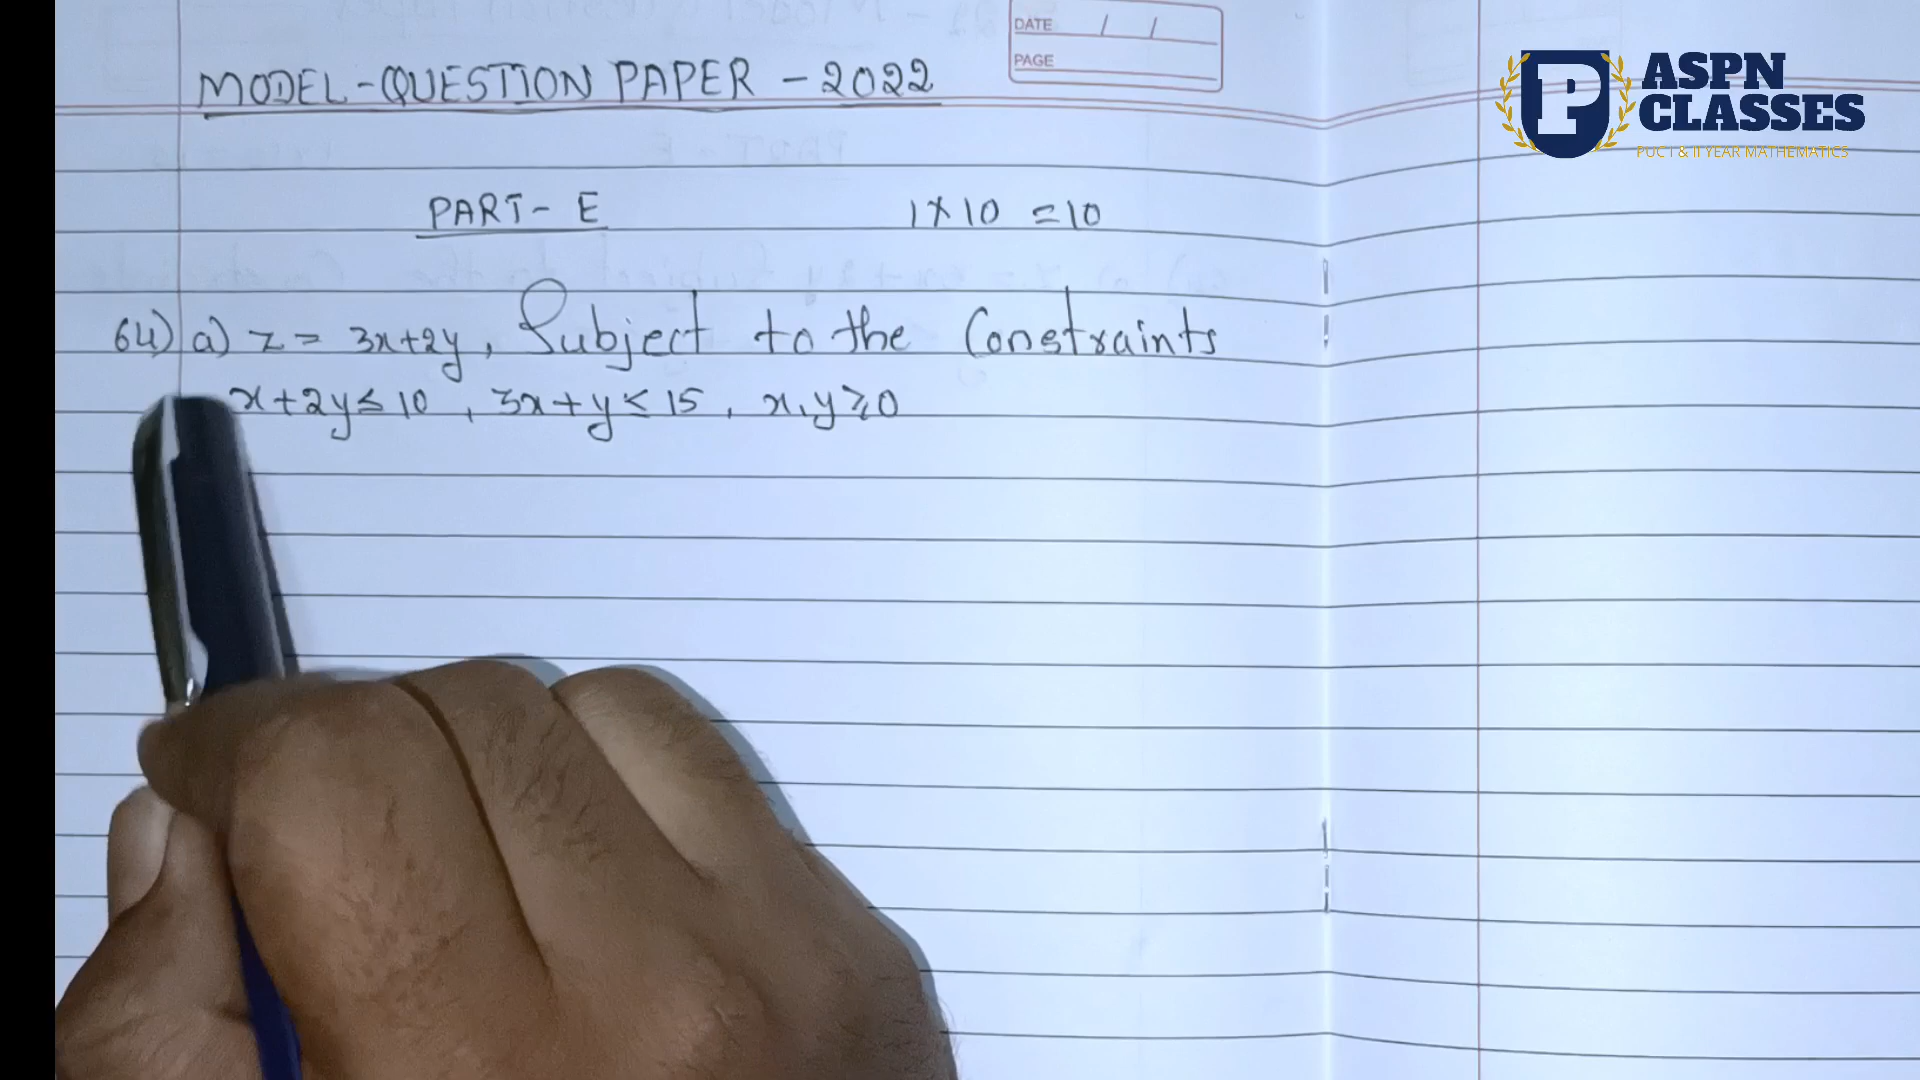 DATE / /
PAGE
MODEL-QUESTION PAPER - 2022
ASPN
CLASSES
PUC I & II YEAR MATHEMATICS
PART- E 1×10 =10
64) a) z = 3x+2y, Subject to the Constraints
x+2y≤10, 3x+y<15, x,y≥0